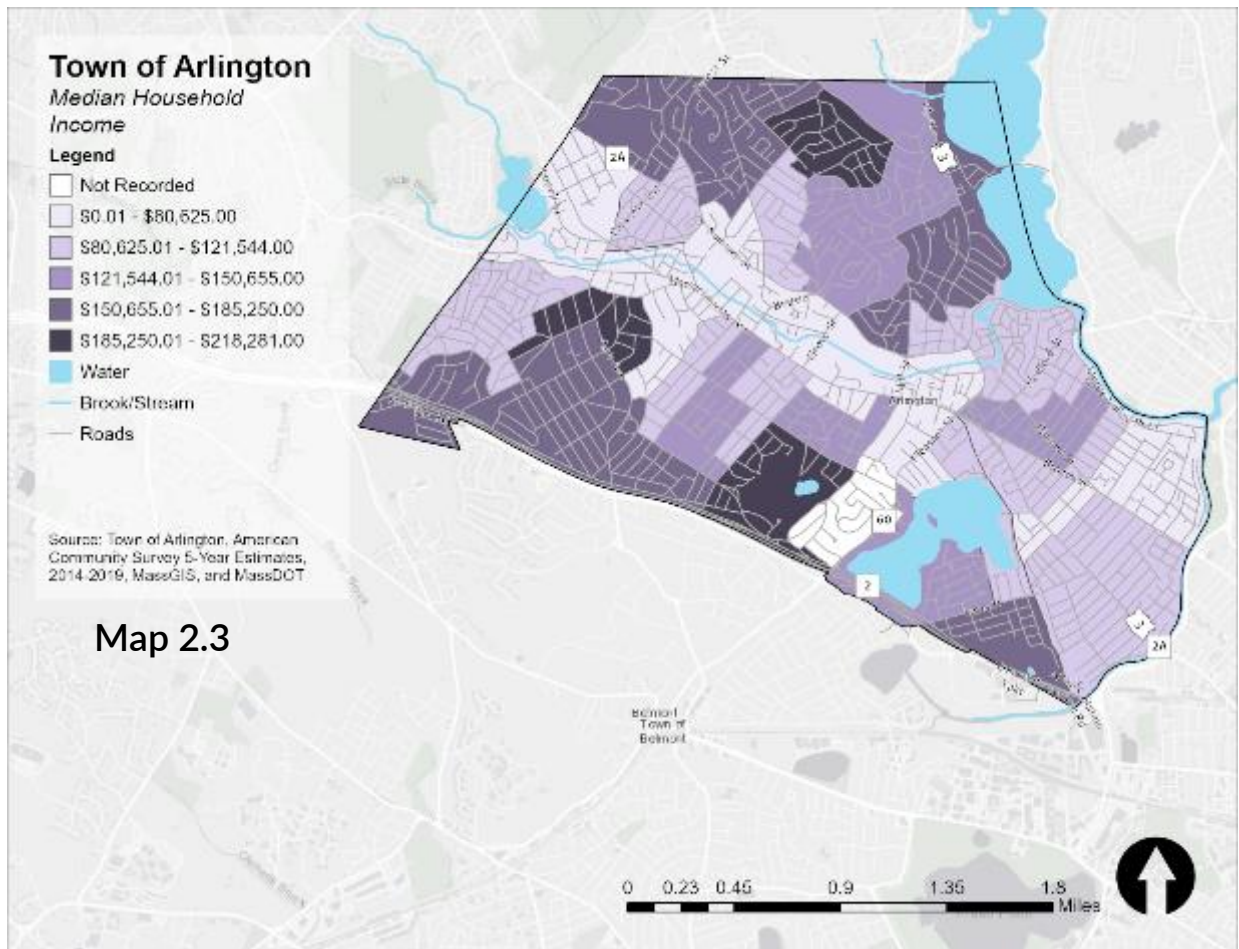 Town of Arlington
Median Household
Income
Legend
Not Recorded
$0.01 - $80,625.00
$80,625.01 - $121,544.00
$121,544.01 - $150,655.00
$150,655.01 - $185,250.00
$185,250.01 - $218,281.00
Water
Brook/Stream
Roads
Source: Town of Arlington, American
Community Survey 5-Year Estimates,
2014-2019, MassGIS, and MassDOT
Map 2.3
2A
3
Arlington
60
2
3
2A
Belmont
Town of
Belmont
0 0.23 0.45 0.9 1.35 1.8
Miles